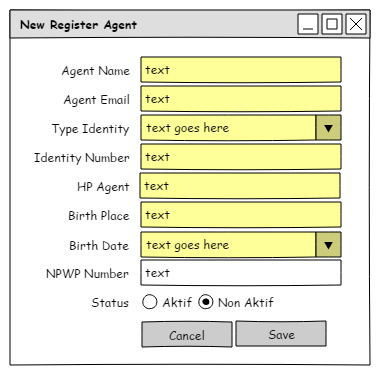 New Register Agent
Agent Name text
Agent Email text
Type Identity text goes here
Identity Number text
HP Agent text
Birth Place text
Birth Date text goes here
NPWP Number text
Status Aktif Non Aktif
Cancel Save